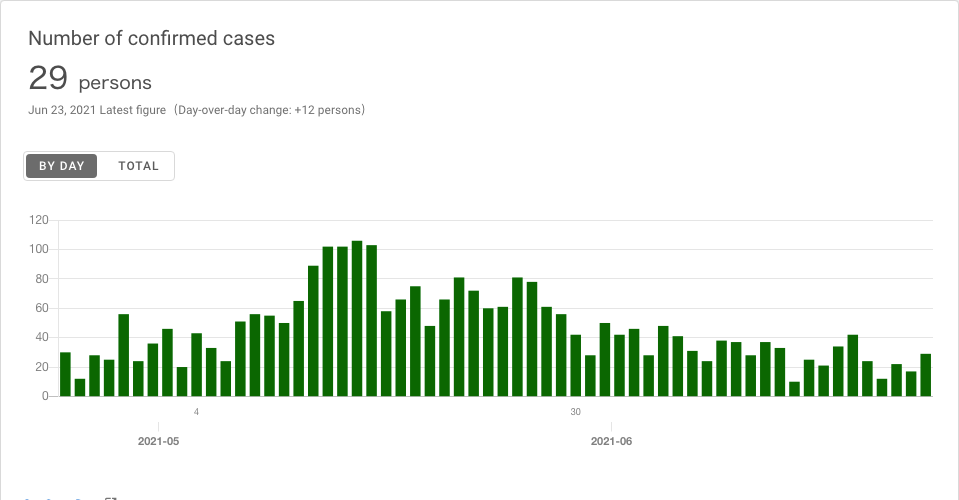 Number of confirmed cases
29 persons
Jun 23, 2021 Latest figure（Day-over-day change: +12 persons）
BY DAY TOTAL
120
100
80
60
40
20
0
4 30
2021-05 2021-06